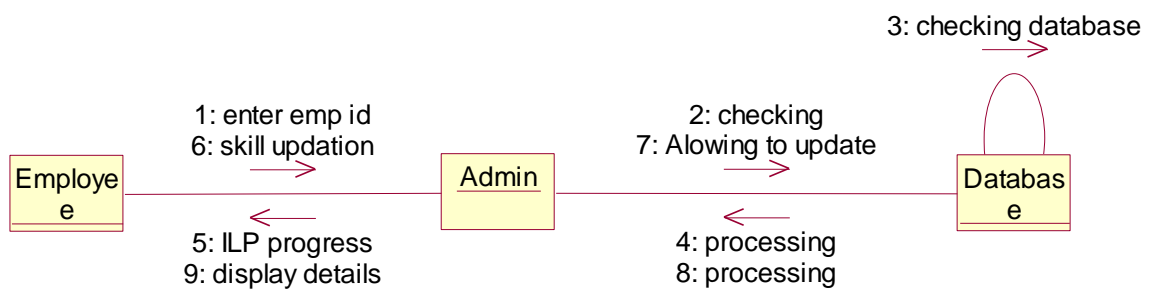 3: checking database
1: enter emp id
6: skill updation
2: checking
7: Alowing to update
Employe
e
Admin
Databas
e
5: ILP progress
9: display details
4: processing
8: processing